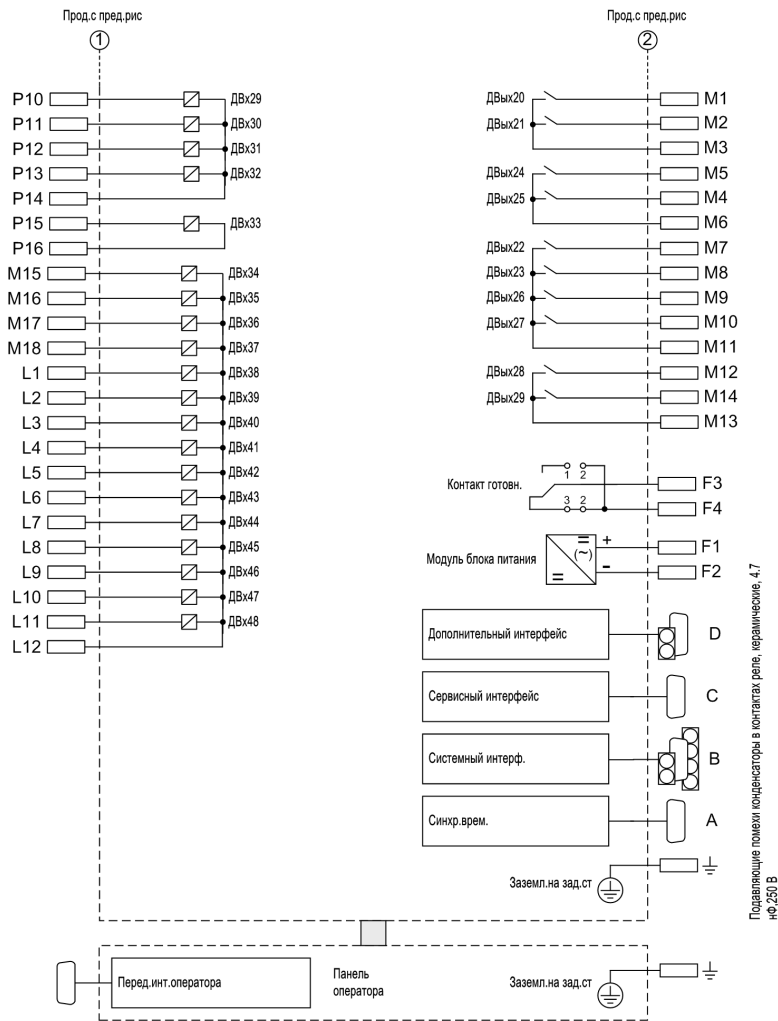 Прод.с пред.рис
1
Прод.с пред.рис
2
P10
ДВх29
P11
ДВх30
P12
ДВх31
P13
ДВх32
P14
P15
ДВх33
P16
M15
ДВх34
M16
ДВх35
M17
ДВх36
M18
ДВх37
L1
ДВх38
L2
ДВх39
L3
ДВх40
L4
ДВх41
L5
ДВх42
L6
ДВх43
L7
ДВх44
L8
ДВх45
L9
ДВх46
L10
ДВх47
L11
ДВх48
L12
ДВых20
M1
ДВых21
M2
M3
ДВых24
M5
ДВых25
M4
M6
ДВых22
M7
ДВых23
M8
ДВых26
M9
ДВых27
M10
M11
ДВых28
M12
ДВых29
M14
M13
Контакт готовн.
1 2
3 2
F3
F4
Модуль блока питания
=
(~)
=
+
-
F1
F2
Дополнительный интерфейс
D
Сервисный интерфейс
C
Системный интерф.
B
Синхр.врем.
A
Заземл.на зад.ст
Перед.инт.оператора
Панель
оператора
Заземл.на зад.ст
Подавляющие помехи конденсаторы в контактах реле, керамические, 4.7
нФ,250 В